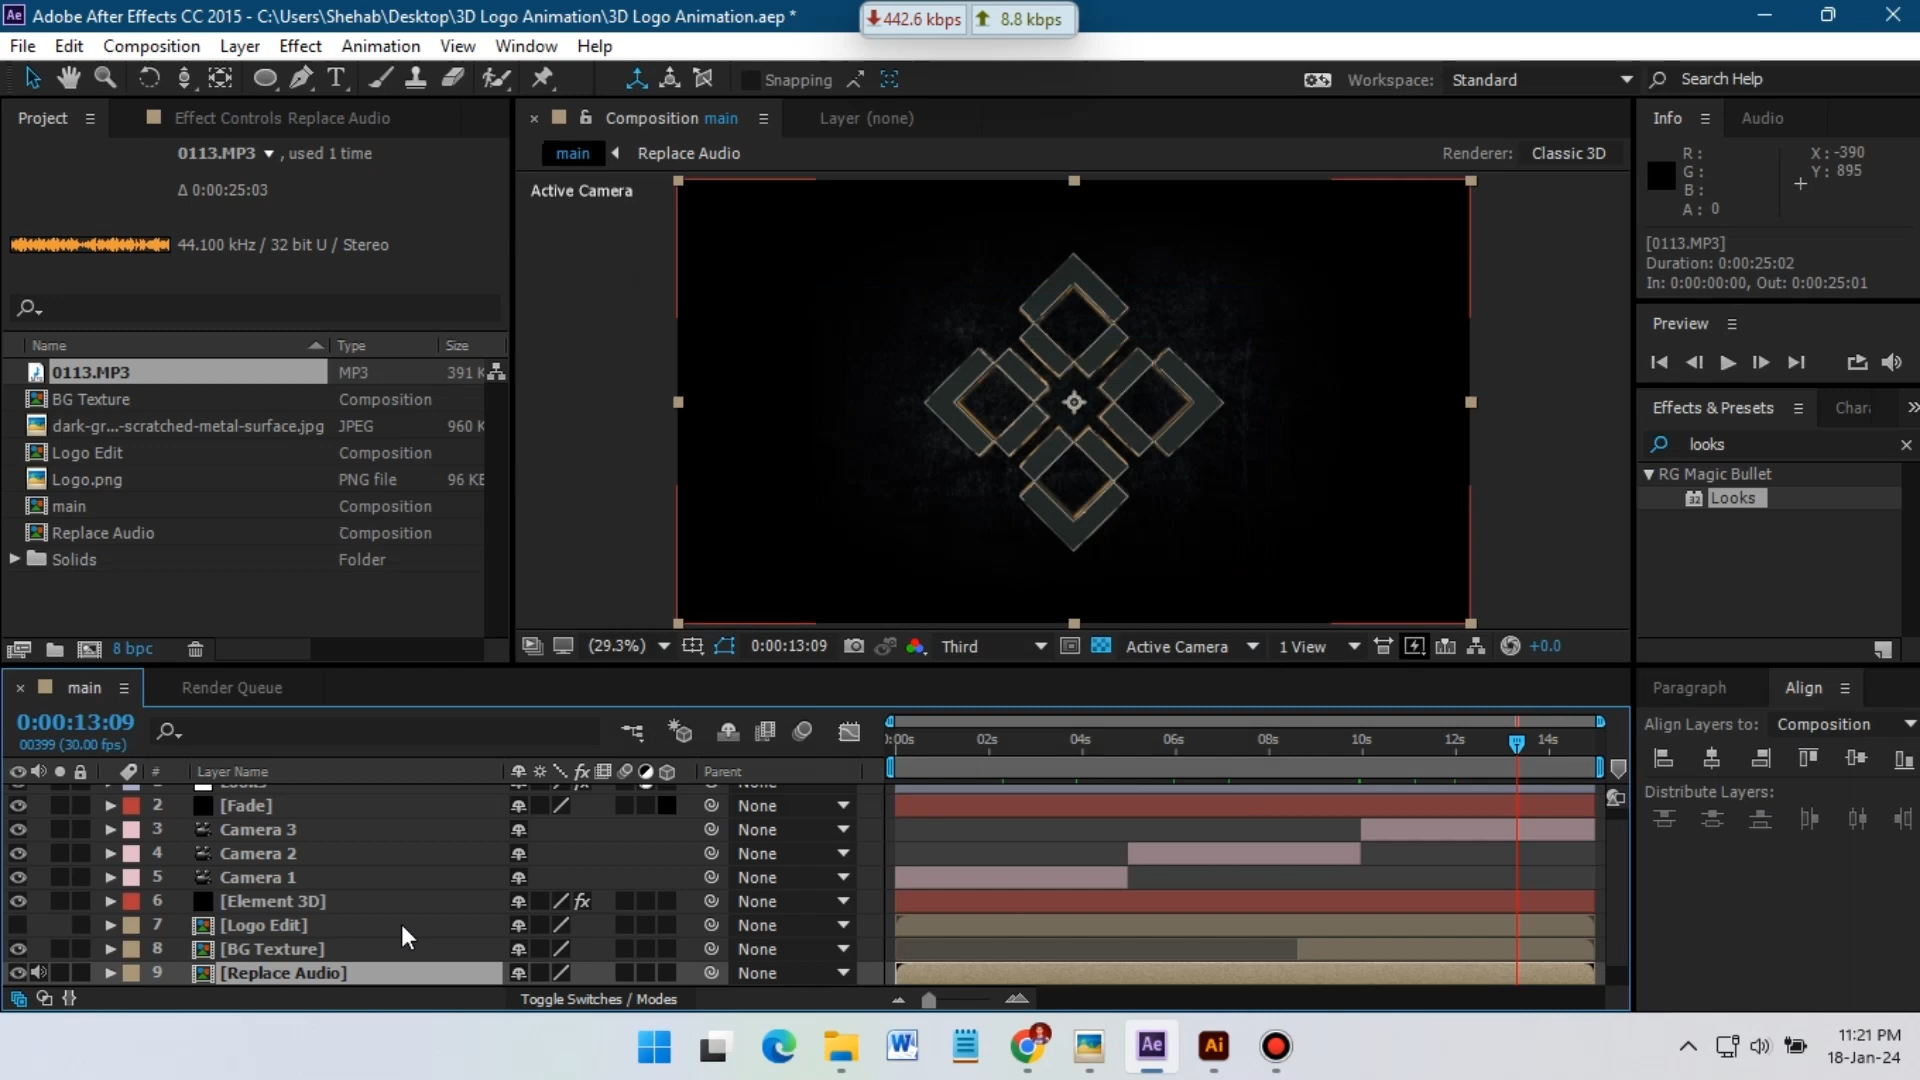 Adobe After Effects CC 2015 - C:\Users\Shehab\Desktop\3D Logo Animation\3D Logo Animation.aep *
442.6 kbps
8.8 kbps
File Edit Composition Layer Effect Animation View Window Help
Snapping
Workspace: Standard
Search Help
Project
Effect Controls Replace Audio
0113.MP3 ▼ , used 1 time
Δ 0:00:25:03
44.100 kHz / 32 bit U / Stereo
Name Type Size
0113.MP3 MP3 391 K
BG Texture Composition
dark-gr...-scratched-metal-surface.jpg JPEG 960 K
Logo Edit Composition
Logo.png PNG file 96 KE
main Composition
Replace Audio Composition
Solids Folder
8 bpc
Composition main
Layer (none)
main
Replace Audio
Renderer: Classic 3D
Active Camera
(29.3%) 0:00:13:09 Third Active Camera 1 View +0.0
Info Audio
R: X: -390
G: Y: 895
B:
A: 0
[0113.MP3]
Duration: 0:00:25:02
In: 0:00:00:00, Out: 0:00:25:01
Preview
Effects & Presets Chara
looks
RG Magic Bullet
32 Looks
Paragraph Align
Align Layers to: Composition
Distribute Layers:
main Render Queue
0:00:13:09
00399 (30.00 fps)
):00s 02s 04s 06s 08s 10s 12s 14s
# Layer Name fx Parent
2 [Fade] None
3 Camera 3 None
4 Camera 2 None
5 Camera 1 None
6 [Element 3D] fx None
7 [Logo Edit] None
8 [BG Texture] None
9 [Replace Audio] None
Toggle Switches / Modes
W Ae Ai
11:21 PM
18-Jan-24